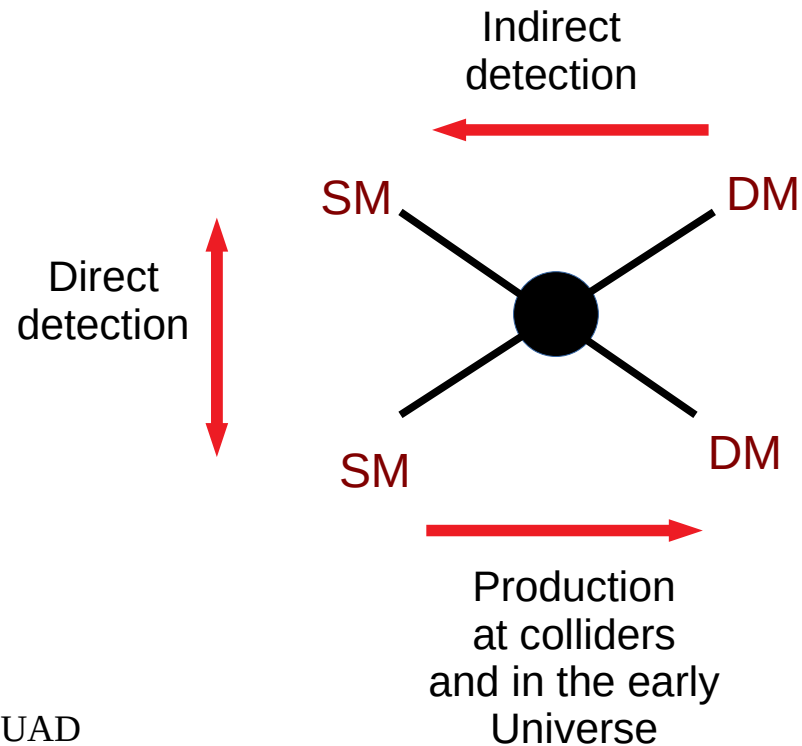 Indirect
detection
SM
DM
Direct
detection
SM
DM
Production
at colliders
and in the early
Universe
UAD